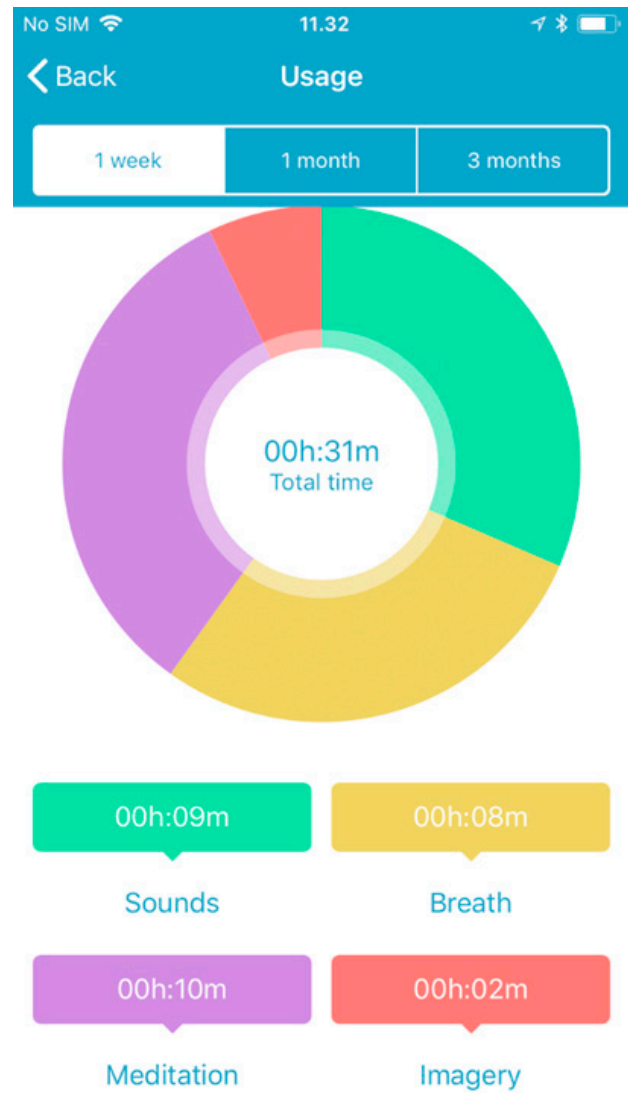 No SIM 11.32
Back Usage
1 week 1 month 3 months
00h:31m
Total time
00h:09m 00h:08m
Sounds Breath
00h:10m 00h:02m
Meditation Imagery